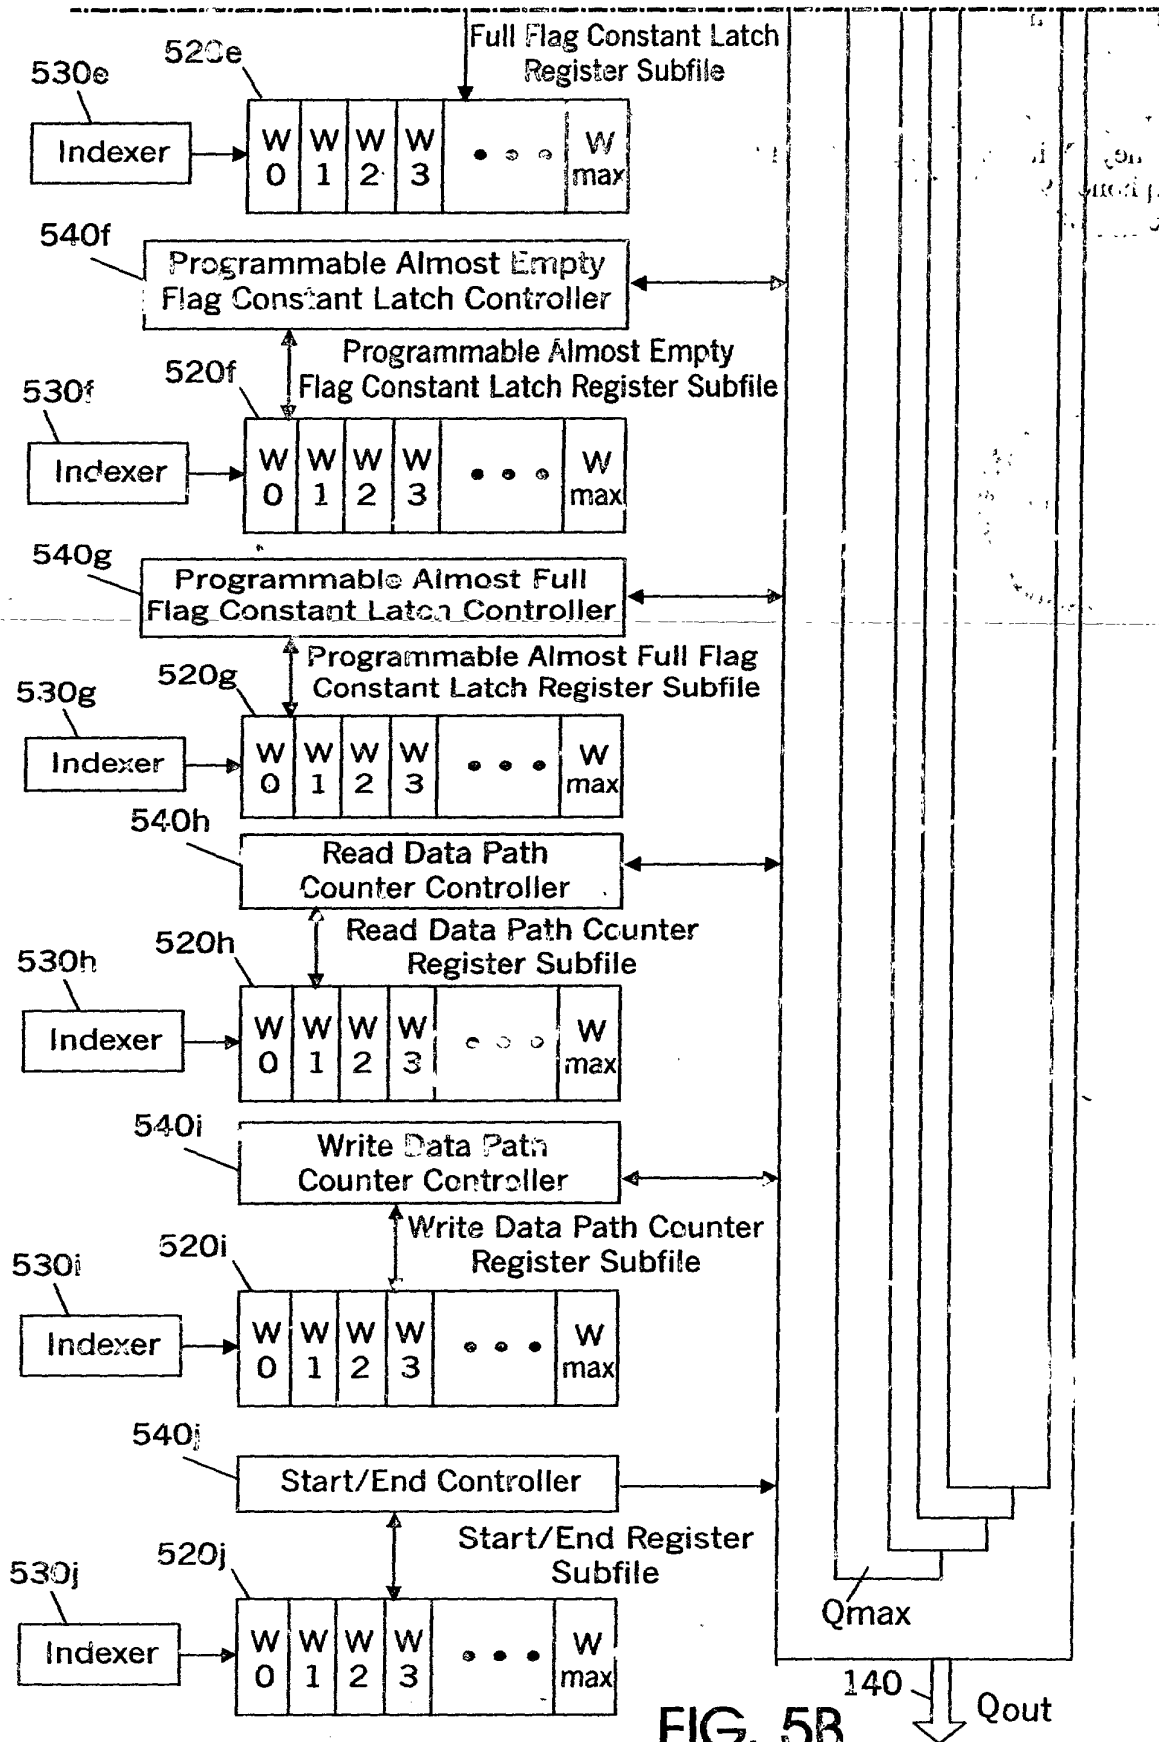 Full Flag Constant Latch
Register Subfile
520e
530e
Indexer
W W W W W
0 1 2 3 max
540f
Programmable Almost Empty
Flag Constant Latch Controller
Programmable Almost Empty
Flag Constant Latch Register Subfile
520f
530f
Indexer
W W W W W
0 1 2 3 max
540g
Programmable Almost Full
Flag Constant Latch Controller
Programmable Almost Full Flag
Constant Latch Register Subfile
520g
530g
Indexer
W W W W W
0 1 2 3 max
540h
Read Data Path
Counter Controller
Read Data Path Counter
Register Subfile
520h
530h
Indexer
W W W W W
0 1 2 3 max
540i
Write Data Path
Counter Controller
Write Data Path Counter
Register Subfile
520i
530i
Indexer
W W W W W
0 1 2 3 max
540j
Start/End Controller
Start/End Register
Subfile
520j
530j
Indexer
W W W W W
0 1 2 3 max
Qmax
140
Qout
FIG. 5B